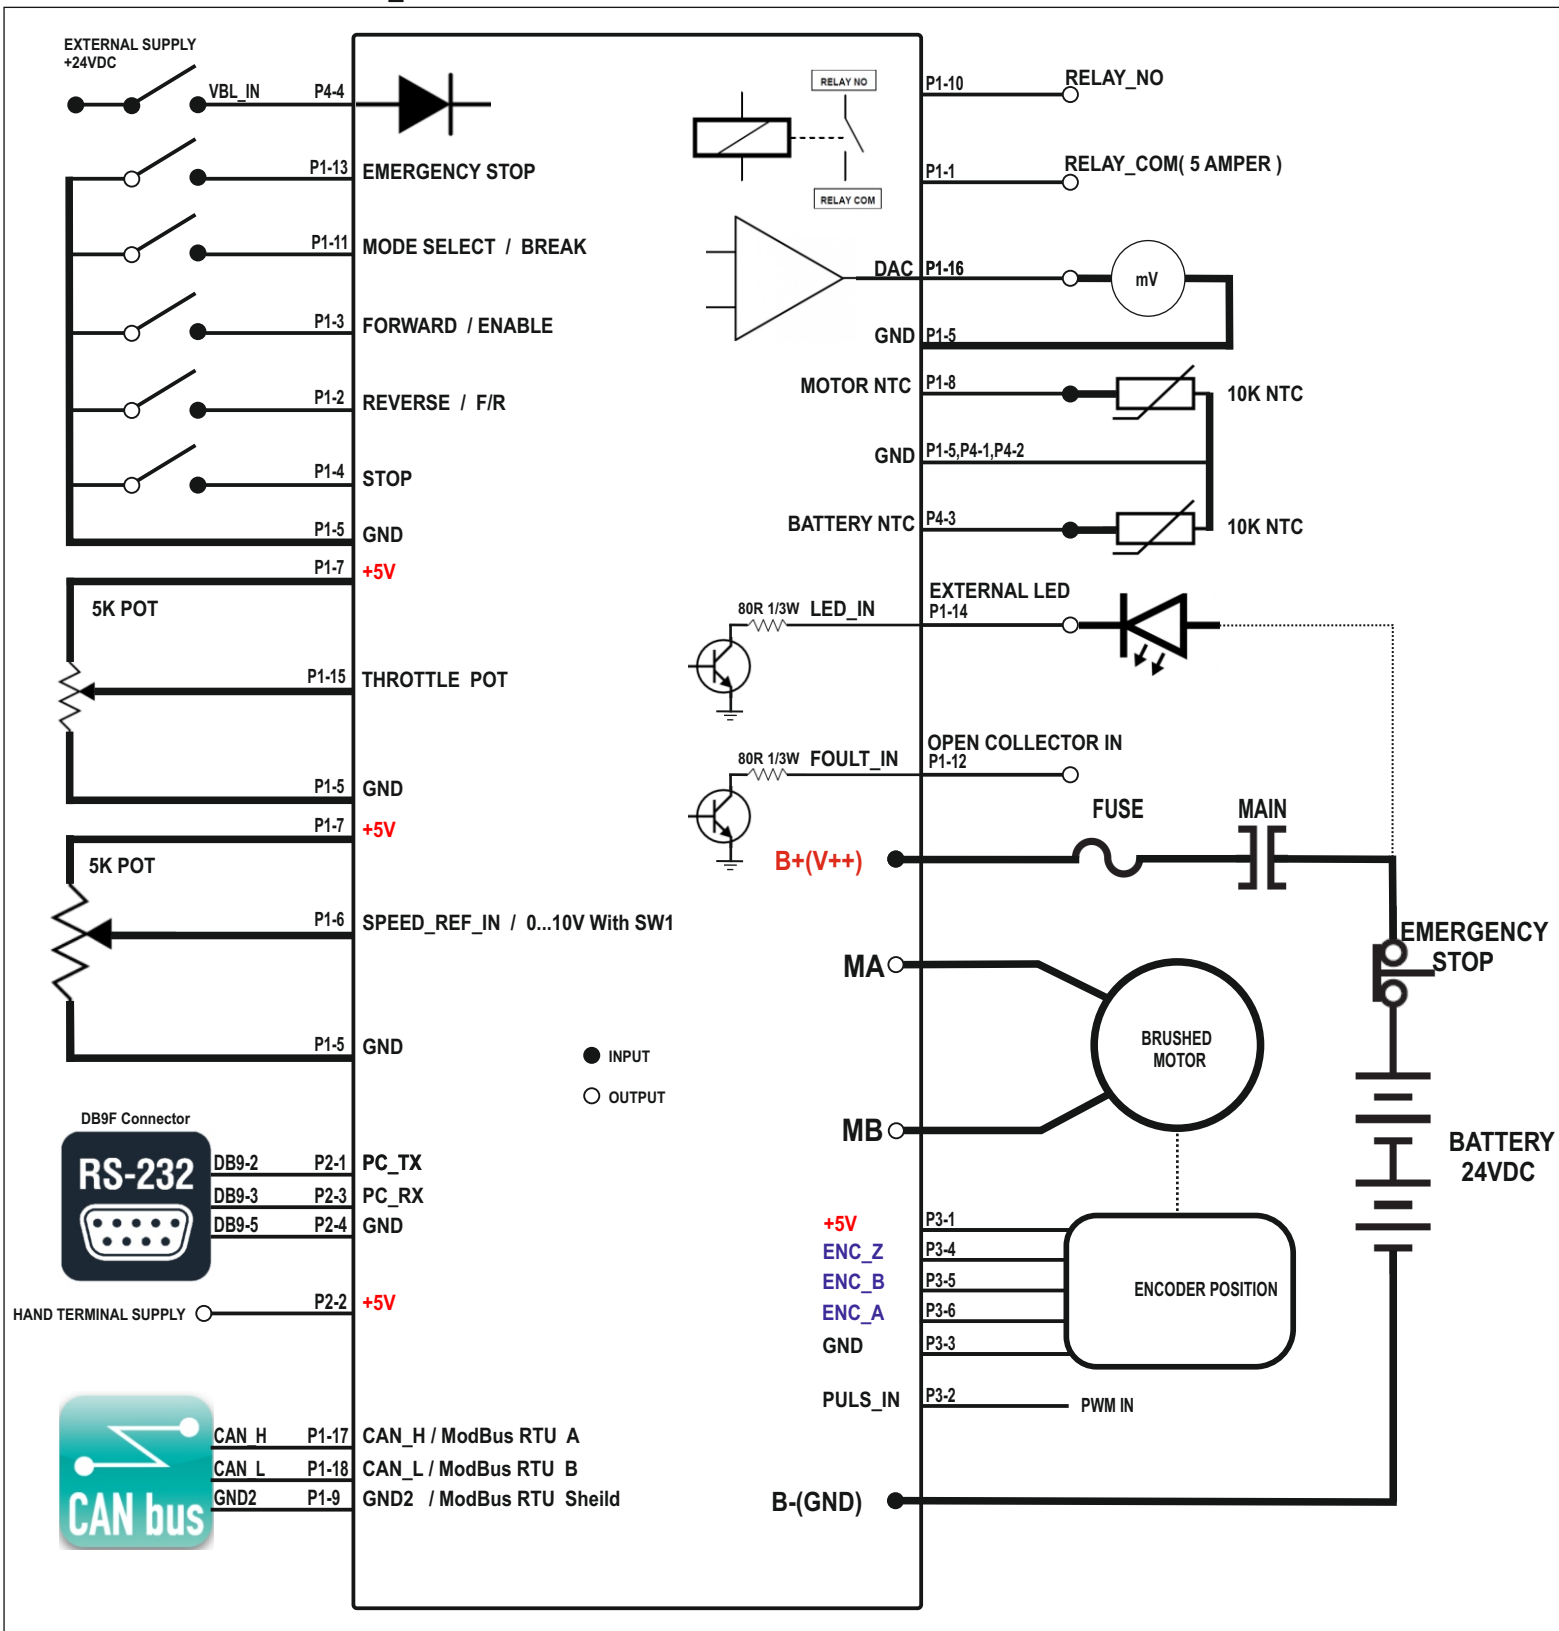 EXTERNAL SUPPLY
+24VDC
VBL_IN P4-4
P1-13 EMERGENCY STOP
P1-11 MODE SELECT / BREAK
P1-3 FORWARD / ENABLE
P1-2 REVERSE / F/R
P1-4 STOP
P1-5 GND
P1-7 +5V
5K POT
P1-15 THROTTLE POT
P1-5 GND
P1-7 +5V
5K POT
P1-6 SPEED_REF_IN / 0...10V With SW1
P1-5 GND
INPUT
OUTPUT
DB9F Connector
RS-232
DB9-2 P2-1 PC_TX
DB9-3 P2-3 PC_RX
DB9-5 P2-4 GND
HAND TERMINAL SUPPLY P2-2 +5V
CAN bus
CAN_H P1-17 CAN_H / ModBus RTU A
CAN_L P1-18 CAN_L / ModBus RTU B
GND2 P1-9 GND2 / ModBus RTU Sheild
RELAY NO
RELAY COM
P1-10 RELAY_NO
P1-1 RELAY_COM( 5 AMPER )
DAC P1-16
mV
GND P1-5
MOTOR NTC P1-8
10K NTC
GND P1-5,P4-1,P4-2
BATTERY NTC P4-3
10K NTC
EXTERNAL LED
80R 1/3W LED_IN P1-14
OPEN COLLECTOR IN
80R 1/3W FOULT_IN P1-12
FUSE
MAIN
B+(V++)
EMERGENCY
STOP
MA
BRUSHED
MOTOR
MB
BATTERY
24VDC
+5V P3-1
ENC_Z P3-4
ENC_B P3-5
ENC_A P3-6
GND P3-3
ENCODER POSITION
PULS_IN P3-2 PWM IN
B-(GND)